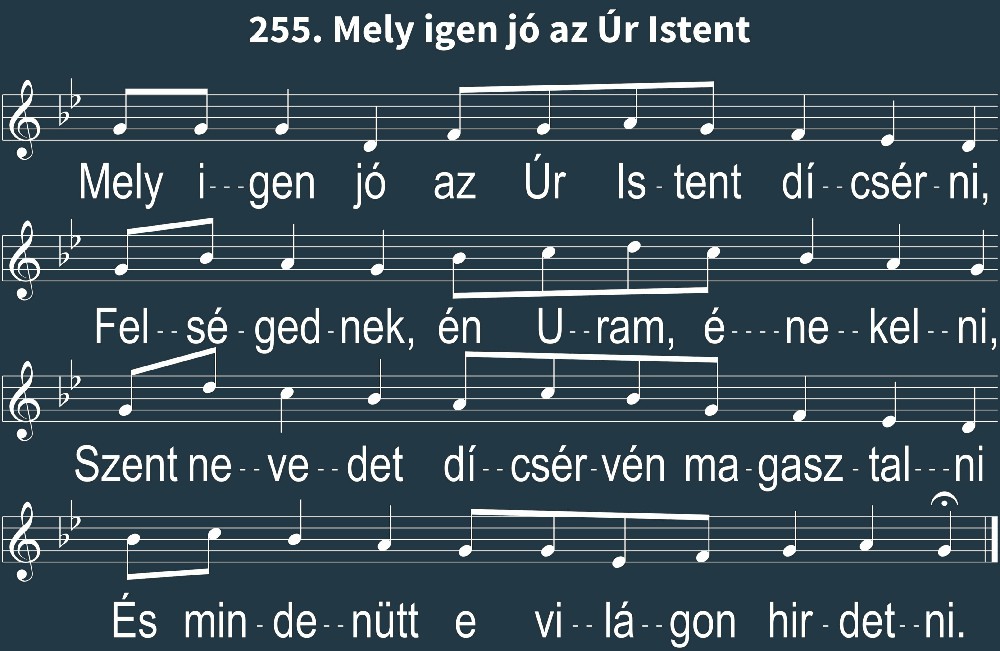 255. Mely igen jó az Úr Istent
Mely i---gen jó az Úr Is-tent dí--csér-ni,
Fel--sé-ged-nek, én U--ram, é----ne--kel--ni,
Szent ne--ve--det dí--csér-vén ma-gasz-tal---ni
És min-de--nütt e vi--lá--gon hir-det--ni.